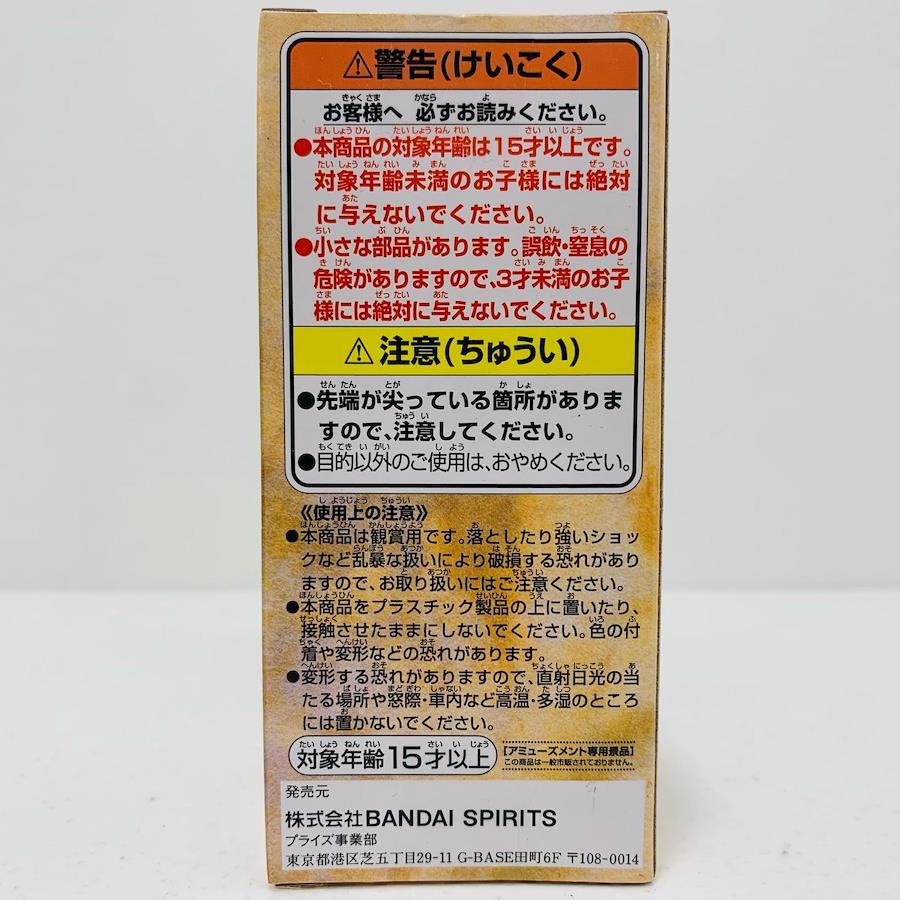 ⚠警告(けいこく)
お客様へ 必ずお読みください。
●本商品の対象年齢は15才以上です。
対象年齢未満のお子様には絶対
に与えないでください。
●小さな部品があります。誤飲・窒息の
危険がありますので、3才未満のお子
様には絶対に与えないでください。
⚠注意(ちゅうい)
●先端が尖っている箇所がありま
すので、注意してください。
●目的以外のご使用は、おやめください。
《使用上の注意》
●本商品は観賞用です。落としたり強いショッ
クなど乱暴な扱いにより破損する恐れがあり
ますので、お取り扱いにはご注意ください。
●本商品をプラスチック製品の上に置いたり、
接触させたままにしないでください。色の付
着や変形などの恐れがあります。
●変形する恐れがありますので、直射日光の当
たる場所や窓際・車内など高温・多湿のところ
には置かないでください。
対象年齢15才以上
【アミューズメント専用景品】
この商品は一般市販されておりません。
発売元
株式会社BANDAI SPIRITS
プライズ事業部
東京都港区芝五丁目29-11 G-BASE田町6F 〒108-0014